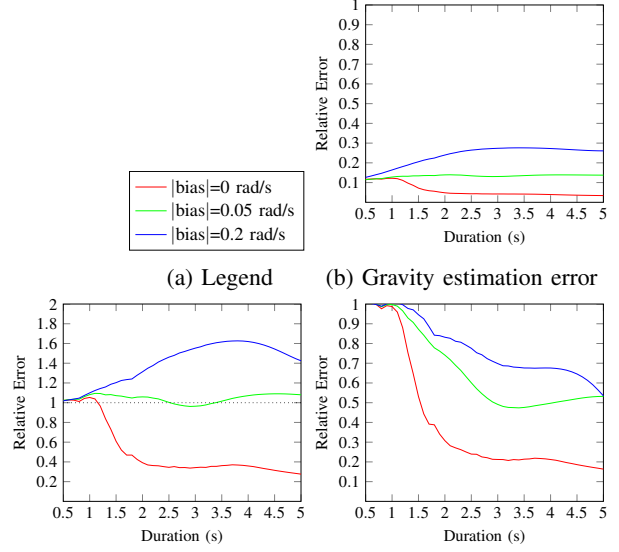 1
0.9
0.8
0.7
0.6
0.5
0.4
0.3
0.2
0.1
Relative Error
0.5 1 1.5 2 2.5 3 3.5 4 4.5 5
Duration (s)
|bias|=0 rad/s
|bias|=0.05 rad/s
|bias|=0.2 rad/s
(a) Legend
(b) Gravity estimation error
2
1.8
1.6
1.4
1.2
1
0.8
0.6
0.4
0.2
Relative Error
0.5 1 1.5 2 2.5 3 3.5 4 4.5 5
Duration (s)
1
0.9
0.8
0.7
0.6
0.5
0.4
0.3
0.2
0.1
Relative Error
0.5 1 1.5 2 2.5 3 3.5 4 4.5 5
Duration (s)